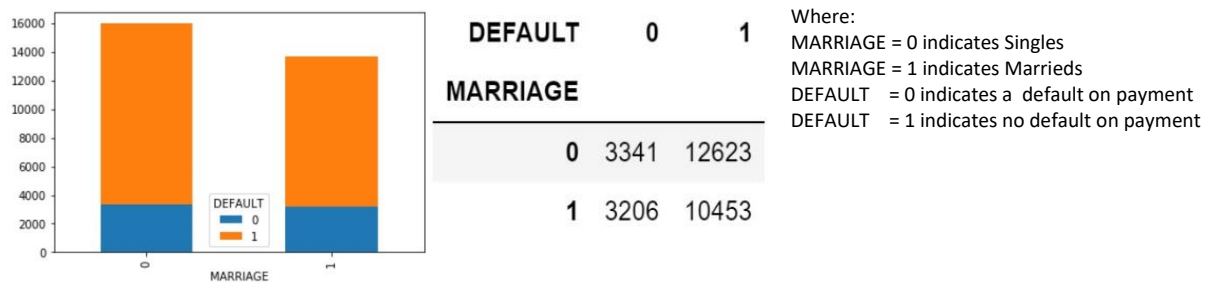 16000
14000
12000
10000
8000
6000
4000
2000
0
DEFAULT
0
1
0
1
MARRIAGE
DEFAULT 0 1
MARRIAGE
0 3341 12623
1 3206 10453
Where:
MARRIAGE = 0 indicates Singles
MARRIAGE = 1 indicates Marrieds
DEFAULT = 0 indicates a default on payment
DEFAULT = 1 indicates no default on payment